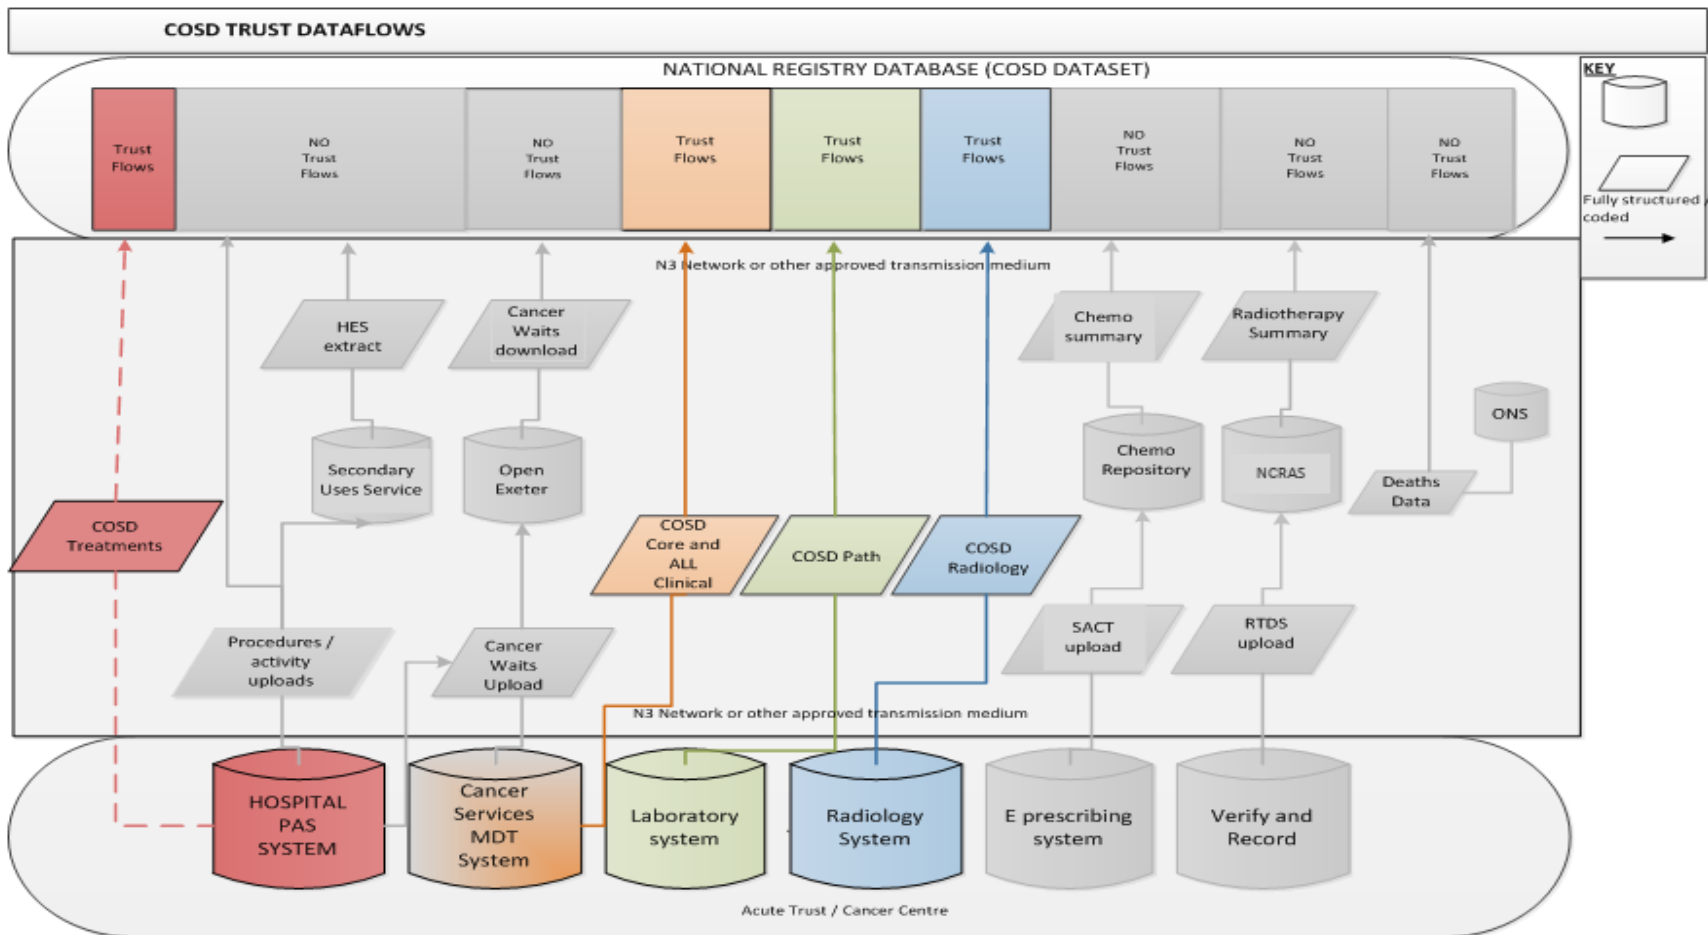 COSD TRUST DATAFLOWS
NATIONAL REGISTRY DATABASE (COSD DATASET)
KEY
Fully structured /
coded
Trust
Flows
NO
Trust
Flows
NO
Trust
Flows
Trust
Flows
Trust
Flows
Trust
Flows
NO
Trust
Flows
NO
Trust
Flows
NO
Trust
Flows
N3 Network or other approved transmission medium
HES
extract
Cancer
Waits
download
Chemo
summary
Radiotherapy
Summary
ONS
Secondary
Uses Service
Open
Exeter
Chemo
Repository
NCRAS
Deaths
Data
COSD
Treatments
COSD
Core and
ALL
Clinical
COSD Path
COSD
Radiology
Procedures /
activity
uploads
Cancer
Waits
Upload
SACT
upload
RTDS
upload
N3 Network or other approved transmission medium
HOSPITAL
PAS
SYSTEM
Cancer
Services
MDT
System
Laboratory
system
Radiology
System
E prescribing
system
Verify and
Record
Acute Trust / Cancer Centre